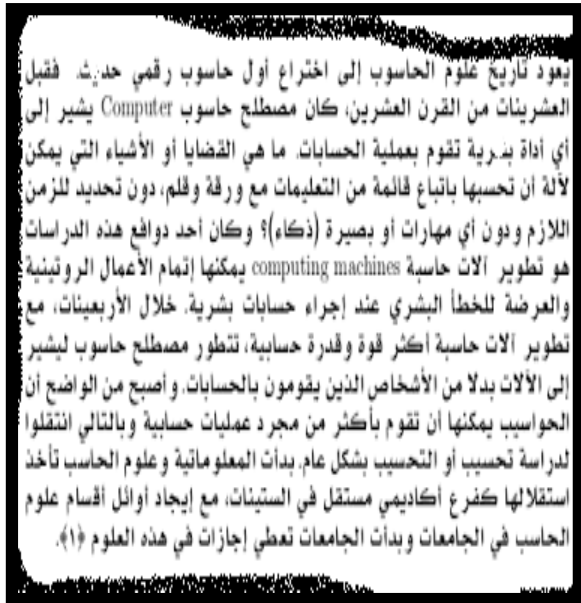 يعود تاريخ علوم الحاسوب إلى اختراع أول حاسوب رقمي حديث. فقبل
العشرينات من القرن العشرين، كان مصطلح حاسوب Computer يشير إلى
أي أداة بشرية تقوم بعملية الحسابات. ما هي القضايا أو الأشياء التي يمكن
لآلة أن تحسبها باتباع قائمة من التعليمات مع ورقة وقلم، دون تحديد للزمن
اللازم ودون أي مهارات أو بصيرة (ذكاء)؟ وكان أحد دوافع هذه الدراسات
هو تطوير آلات حاسبة computing machines يمكنها إتمام الأعمال الروتينية
والعرضة للخطأ البشري عند إجراء حسابات بشرية. خلال الأربعينات، مع
تطوير آلات حاسبة أكثر قوة وقدرة حسابية، تتطور مصطلح حاسوب ليشير
إلى الآلات بدلا من الأشخاص الذين يقومون بالحسابات. وأصبح من الواضح أن
الحواسيب يمكنها أن تقوم بأكثر من مجرد عمليات حسابية وبالتالي انتقلوا
لدراسة تحسيب أو التحسيب بشكل عام. بدأت المعلوماتية وعلوم الحاسب تأخذ
استقلالها كفرع أكاديمي مستقل في الستينات، مع إيجاد أوائل أقسام علوم
الحاسب في الجامعات وبدأت الجامعات تعطي إجازات في هذه العلوم ﴿١﴾.